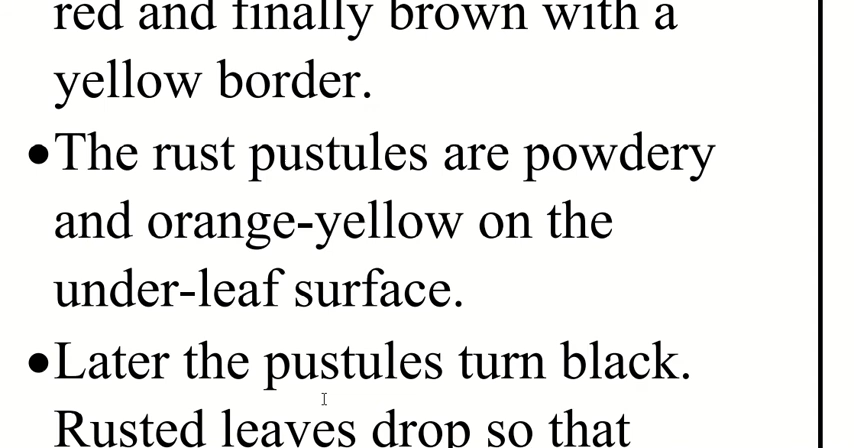 red and finally brown with a
yellow border.
●The rust pustules are powdery
and orange-yellow on the
under-leaf surface.
●Later the pustules turn black.
Rusted leaves drop so that